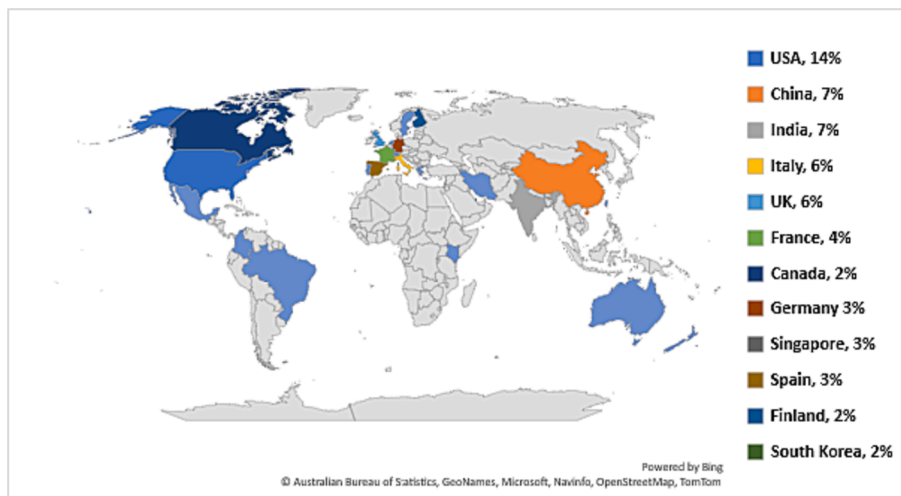 USA, 14%
China, 7%
India, 7%
Italy, 6%
UK, 6%
France, 4%
Canada, 2%
Germany 3%
Singapore, 3%
Spain, 3%
Finland, 2%
South Korea, 2%
Powered by Bing
© Australian Bureau of Statistics, GeoNames, Microsoft, Navinfo, OpenStreetMap, TomTom